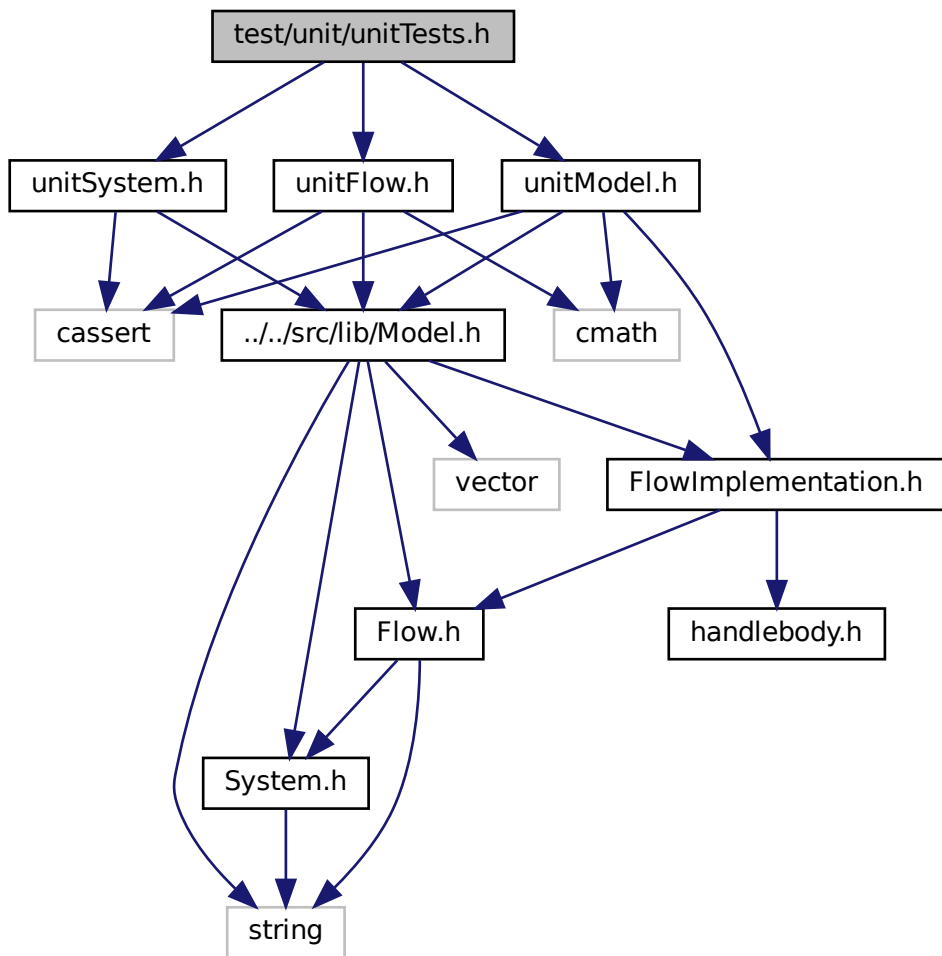 test/unit/unitTests.h
unitSystem.h
unitFlow.h
unitModel.h
cassert
../../src/lib/Model.h
cmath
vector
FlowImplementation.h
Flow.h
handlebody.h
System.h
string